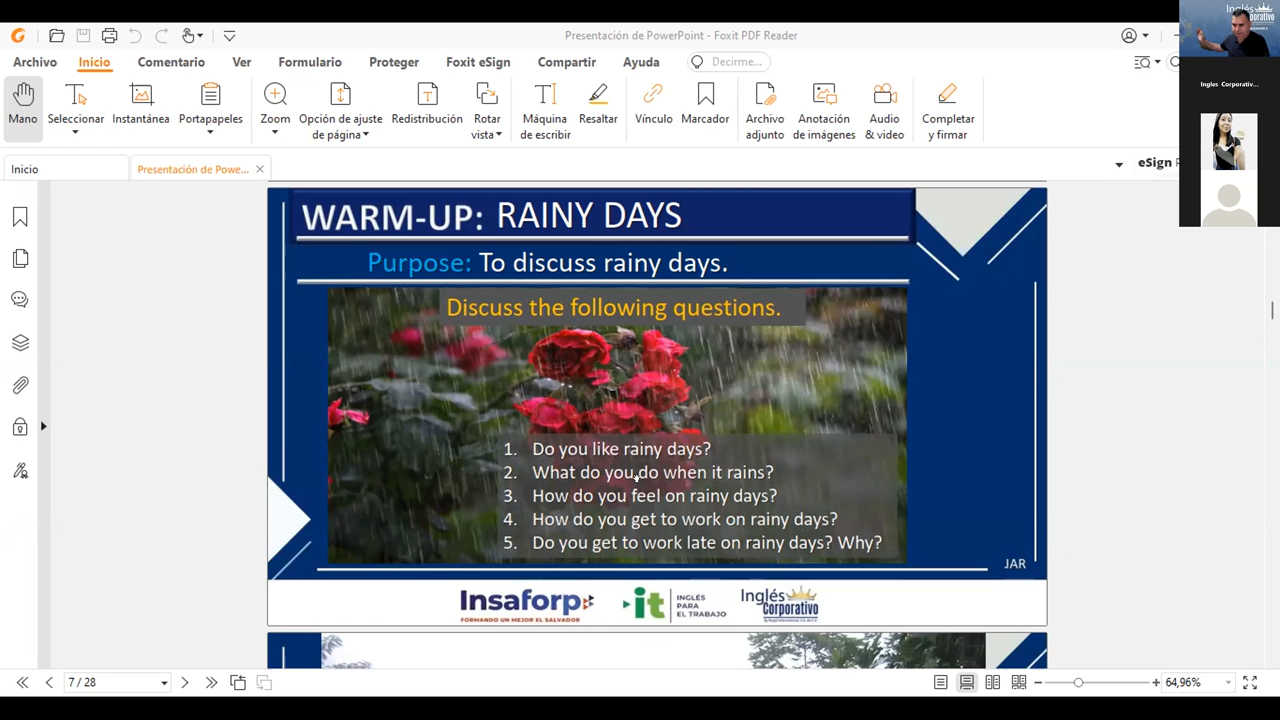 Presentación de PowerPoint - Foxit PDF Reader
Archivo Inicio Comentario Ver Formulario Proteger Foxit eSign Compartir Ayuda Decirme...
Mano Seleccionar Instantánea Portapapeles Zoom Opción de ajuste de página Redistribución Rotar vista Máquina de escribir Resaltar Vínculo Marcador Archivo adjunto Anotación de imágenes Audio & video Completar y firmar
Inicio Presentación de Powe... eSign
Inglés Corporativo
Ingles Corporativ...
WARM-UP: RAINY DAYS
Purpose: To discuss rainy days.
Discuss the following questions.
1. Do you like rainy days?
2. What do you do when it rains?
3. How do you feel on rainy days?
4. How do you get to work on rainy days?
5. Do you get to work late on rainy days? Why?
JAR
Insaforp
FORMANDO UN MEJOR EL SALVADOR
it INGLÉS PARA EL TRABAJO
Inglés Corporativo
7 / 28 64,96%